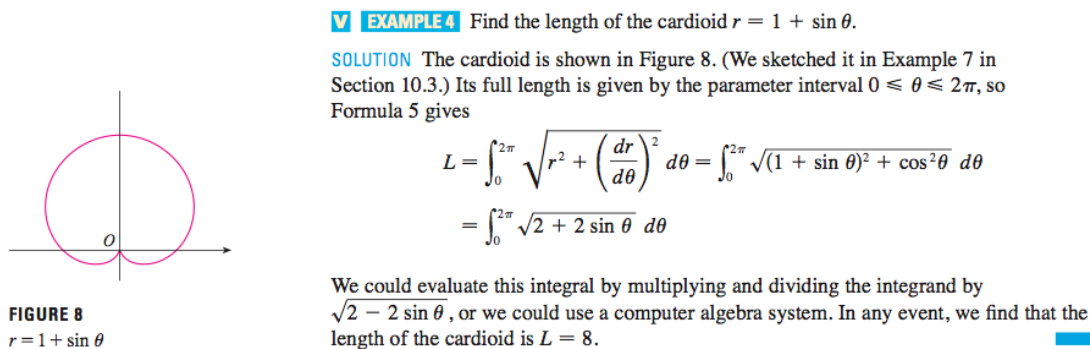 V EXAMPLE 4 Find the length of the cardioid r = 1 + sin θ.
SOLUTION The cardioid is shown in Figure 8. (We sketched it in Example 7 in
Section 10.3.) Its full length is given by the parameter interval 0 ≤ θ ≤ 2π, so
Formula 5 gives
L = ∫₀^{2π} √(r² + (dr/dθ)²) dθ = ∫₀^{2π} √((1 + sin θ)² + cos²θ) dθ
= ∫₀^{2π} √(2 + 2 sin θ) dθ
We could evaluate this integral by multiplying and dividing the integrand by
√(2 − 2 sin θ), or we could use a computer algebra system. In any event, we find that the
length of the cardioid is L = 8.
O
FIGURE 8
r = 1 + sin θ